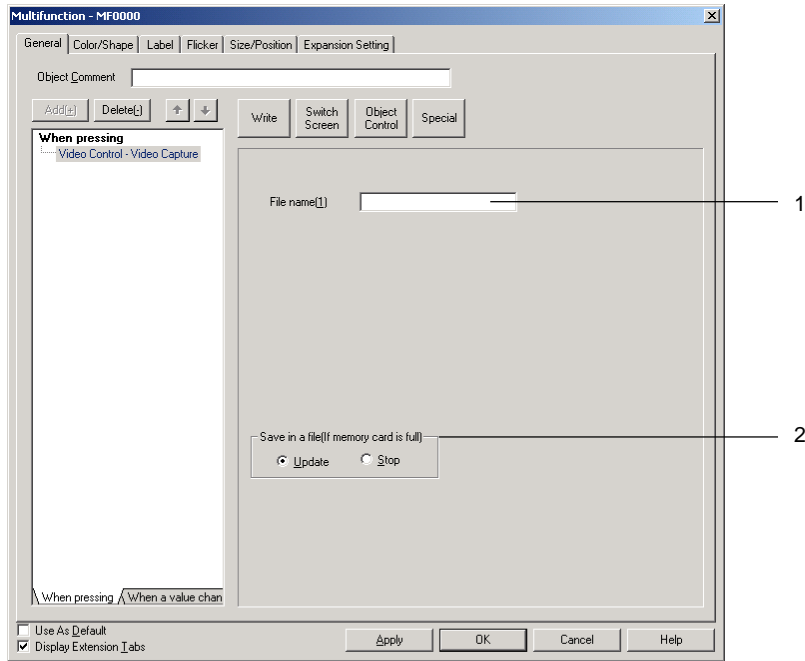 Multifunction - MF0000
General Color/Shape Label Flicker Size/Position Expansion Setting
Object Comment
Add(+) Delete(-) Write Switch Screen Object Control Special
When pressing
Video Control - Video Capture
File name(1) 1
Save in a file(If memory card is full) 2
Update Stop
When pressing When a value chan
Use As Default
Display Extension Tabs
Apply OK Cancel Help